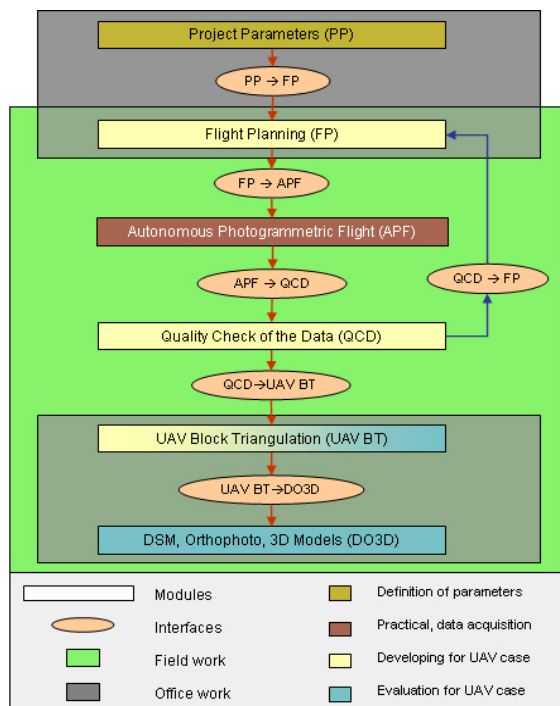 Project Parameters (PP)
PP → FP
Flight Planning (FP)
FP → APF
Autonomous Photogrammetric Flight (APF)
APF → QCD
QCD → FP
Quality Check of the Data (QCD)
QCD→UAV BT
UAV Block Triangulation (UAV BT)
UAV BT→DO3D
DSM, Orthophoto, 3D Models (DO3D)
Modules
Interfaces
Field work
Office work
Definition of parameters
Practical, data acquisition
Developing for UAV case
Evaluation for UAV case